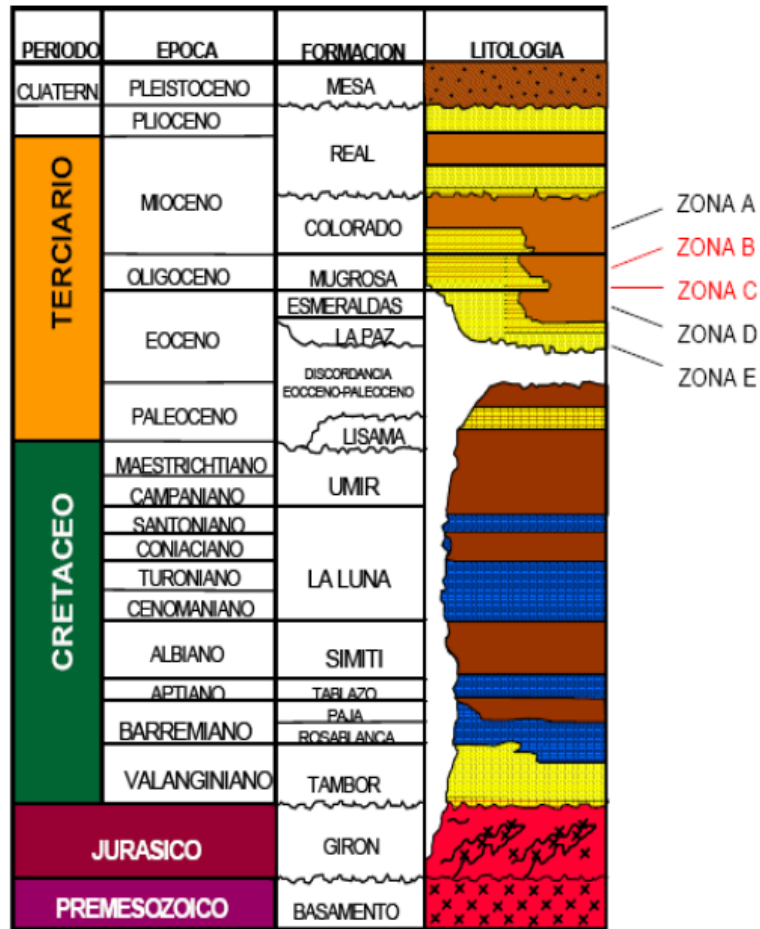 PERIODO EPOCA FORMACION LITOLOGIA
CUATERN. PLEISTOCENO MESA
PLIOCENO
REAL
TERCIARIO
MIOCENO
COLORADO
ZONA A
OLIGOCENO MUGROSA
ZONA B
ESMERALDAS
ZONA C
EOCENO
LA PAZ
ZONA D
DISCORDANCIA
EOCCENO-PALEOCENO
ZONA E
PALEOCENO
LISAMA
CRETACEO
MAESTRICHTIANO
UMIR
CAMPANIANO
SANTONIANO
CONIACIANO
TURONIANO
LA LUNA
CENOMANIANO
ALBIANO SIMITI
APTIANO TABLAZO
PAJA
BARREMIANO
ROSABLANCA
VALANGINIANO TAMBOR
JURASICO GIRON
PREMESOZOICO BASAMENTO